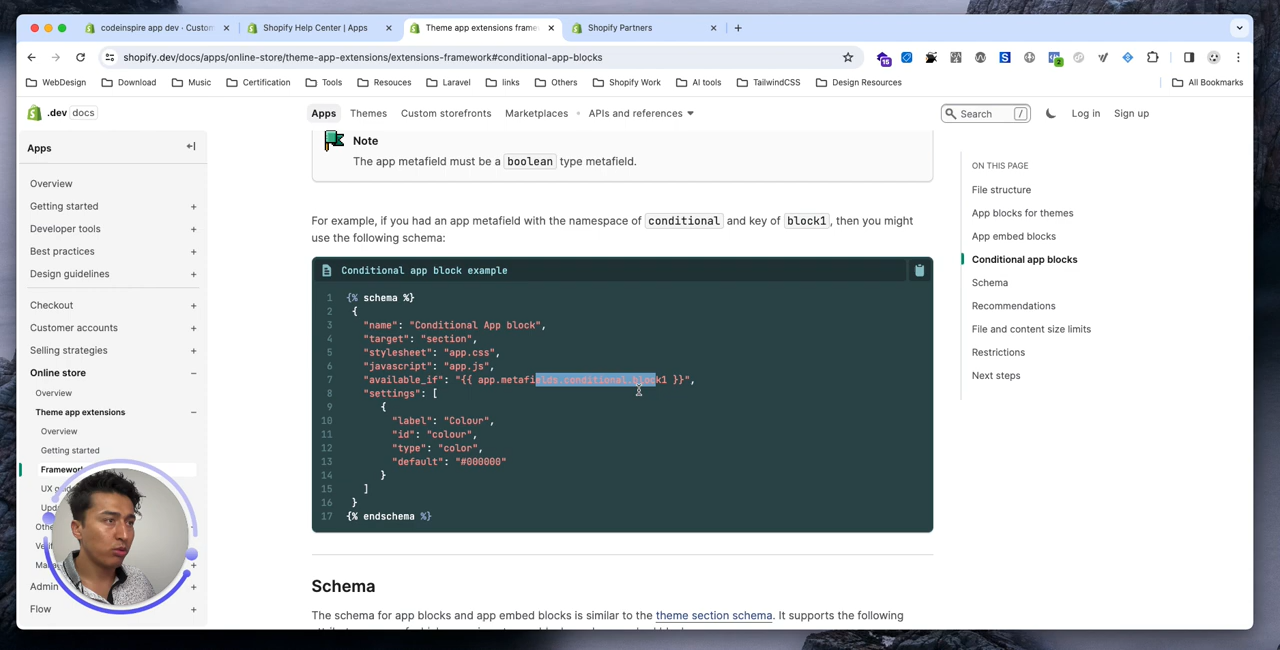 codeinspire app dev - Custom
Shopify Help Center | Apps
Theme app extensions frame
Shopify Partners
shopify.dev/docs/apps/online-store/theme-app-extensions/extensions-framework#conditional-app-blocks
15
2
WebDesign
Download
Music
Certification
Tools
Resouces
Laravel
links
Others
Shopify Work
AI tools
TailwindCSS
Design Resources
All Bookmarks
.dev docs
Apps
Themes
Custom storefronts
Marketplaces
APIs and references
Search /
Log in
Sign up
Apps
Overview
Getting started +
Developer tools +
Best practices +
Design guidelines +
Checkout +
Customer accounts +
Selling strategies +
Online store −
Overview
Theme app extensions −
Overview
Getting started
Admin +
Flow +
Note
The app metafield must be a boolean type metafield.
For example, if you had an app metafield with the namespace of conditional and key of block1, then you might
use the following schema:
Conditional app block example
1 {% schema %}
2 {
3 "name": "Conditional App block",
4 "target": "section",
5 "stylesheet": "app.css",
6 "javascript": "app.js",
7 "available_if": "{{ app.metafields.conditional.block1 }}",
8 "settings": [
9 {
10 "label": "Colour",
11 "id": "colour",
12 "type": "color",
13 "default": "#000000"
14 }
15 ]
16 }
17 {% endschema %}
Schema
The schema for app blocks and app embed blocks is similar to the theme section schema. It supports the following
ON THIS PAGE
File structure
App blocks for themes
App embed blocks
Conditional app blocks
Schema
Recommendations
File and content size limits
Restrictions
Next steps